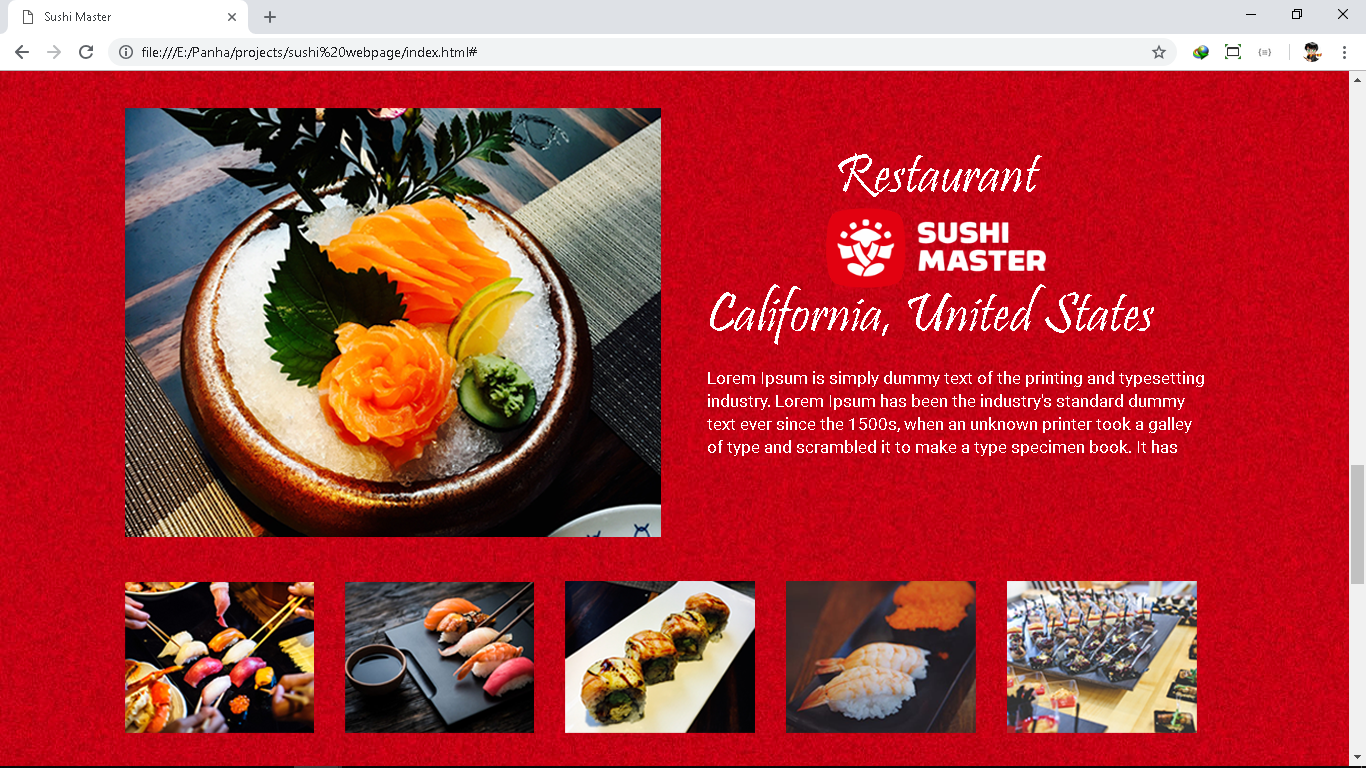 Sushi Master
file:///E:/Panha/projects/sushi%20webpage/index.html#
Restaurant
SUSHI
MASTER
California, United States
Lorem Ipsum is simply dummy text of the printing and typesetting
industry. Lorem Ipsum has been the industry's standard dummy
text ever since the 1500s, when an unknown printer took a galley
of type and scrambled it to make a type specimen book. It has